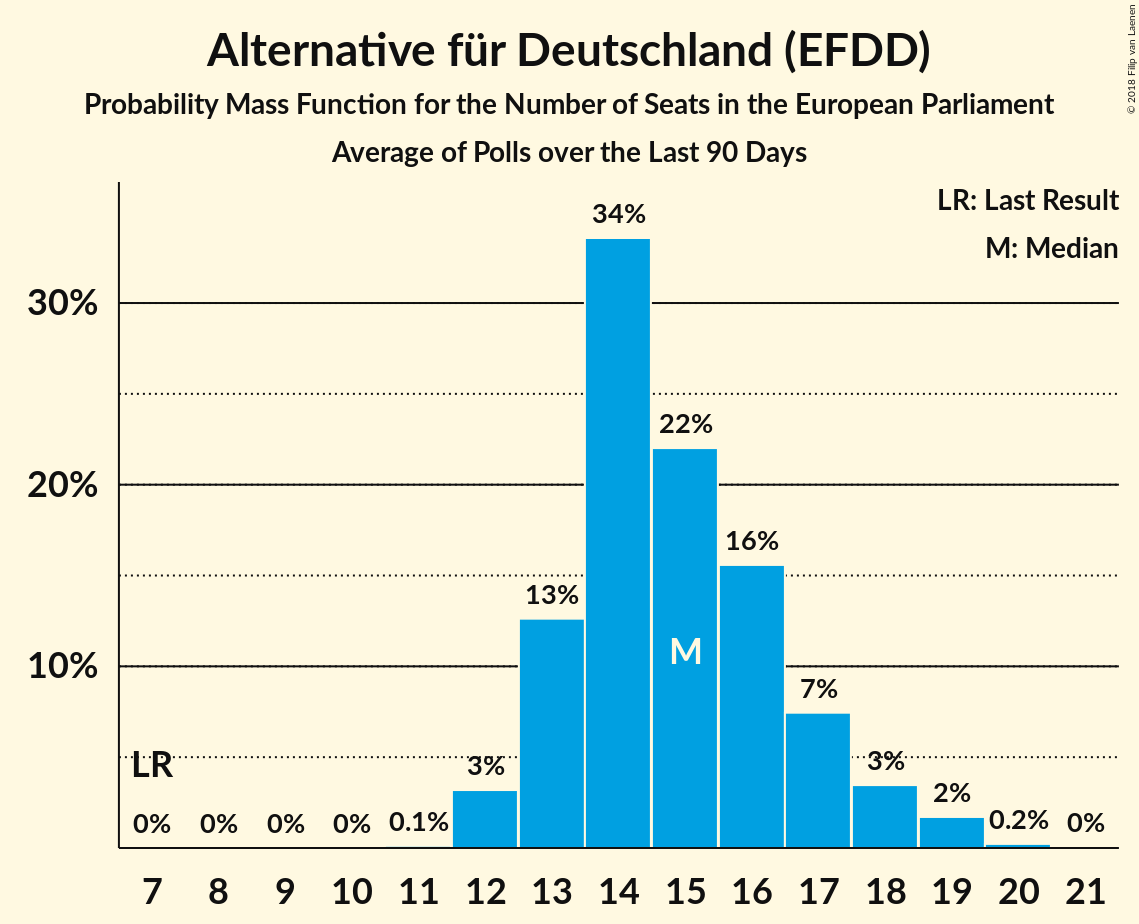 Alternative für Deutschland (EFDD)
Probability Mass Function for the Number of Seats in the European Parliament
Average of Polls over the Last 90 Days
© 2018 Filip van Laenen
LR: Last Result
M: Median
34%
30%
22%
20%
16%
13%
M
10%
7%
LR
3%
3%
2%
0%
0%
0%
0%
0.1%
0.2%
0%
7 8 9 10 11 12 13 14 15 16 17 18 19 20 21